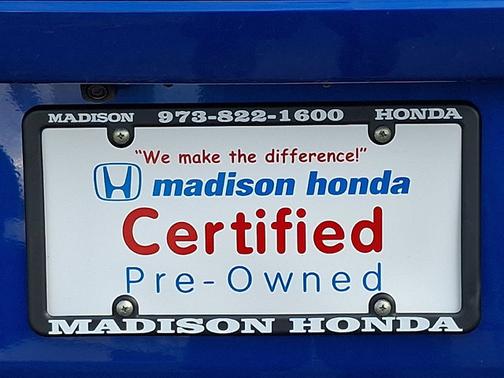 MADISON 973-822-1600 HONDA
"We make the difference!"
madison honda
Certified
Pre-Owned
MADISON HONDA